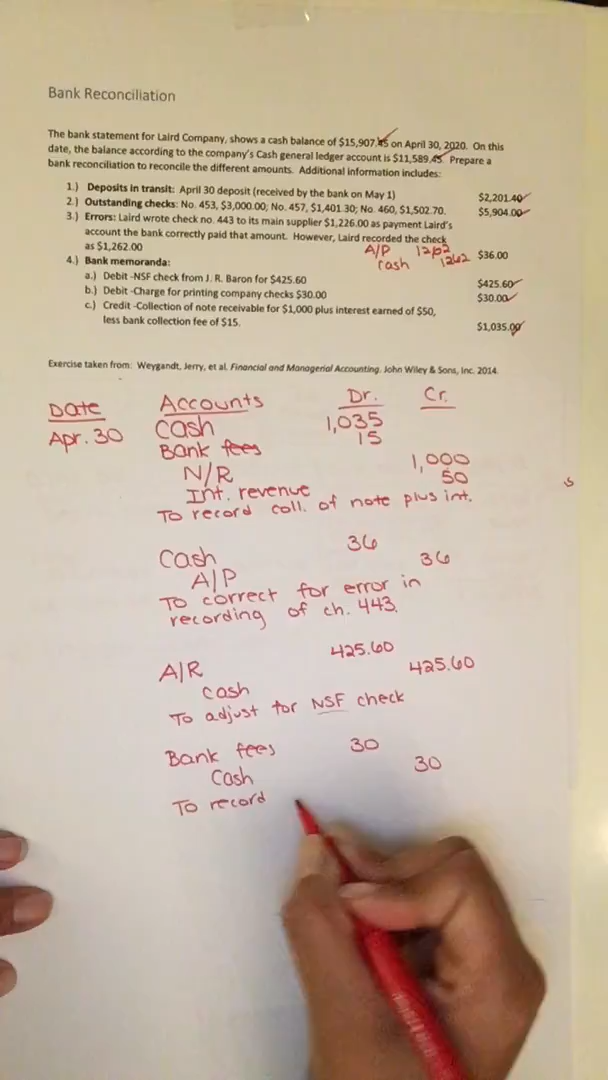 Bank Reconciliation
The bank statement for Laird Company, shows a cash balance of $15,907.45 on April 30, 2020. On this
date, the balance according to the company's Cash general ledger account is $11,589.45. Prepare a
bank reconciliation to reconcile the different amounts. Additional information includes:
1.) Deposits in transit: April 30 deposit (received by the bank on May 1) $2,201.40
2.) Outstanding checks: No. 453, $3,000.00; No. 457, $1,401.30; No. 460, $1,502.70. $5,904.00
3.) Errors: Laird wrote check no. 443 to its main supplier $1,226.00 as payment Laird's
account the bank correctly paid that amount. However, Laird recorded the check
as $1,262.00 $36.00
A/P 1262
cash 1262
4.) Bank memoranda:
a.) Debit -NSF check from J. R. Baron for $425.60 $425.60
b.) Debit -Charge for printing company checks $30.00 $30.00
c.) Credit -Collection of note receivable for $1,000 plus interest earned of $50,
less bank collection fee of $15. $1,035.00
Exercise taken from: Weygandt, Jerry, et al. Financial and Managerial Accounting. John Wiley & Sons, Inc. 2014.
Date Accounts Dr. Cr.
Apr. 30 Cash 1,035
Bank fees 15
N/R 1,000
Int. revenue 50
To record coll. of note plus int.
Cash 36
A/P 36
To correct for error in
recording of ch. 443.
A/R 425.60
Cash 425.60
To adjust for NSF check
Bank fees 30
Cash 30
To record